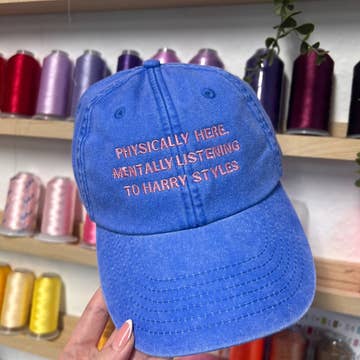 PHYSICALLY HERE,
MENTALLY LISTENING
TO HARRY STYLES